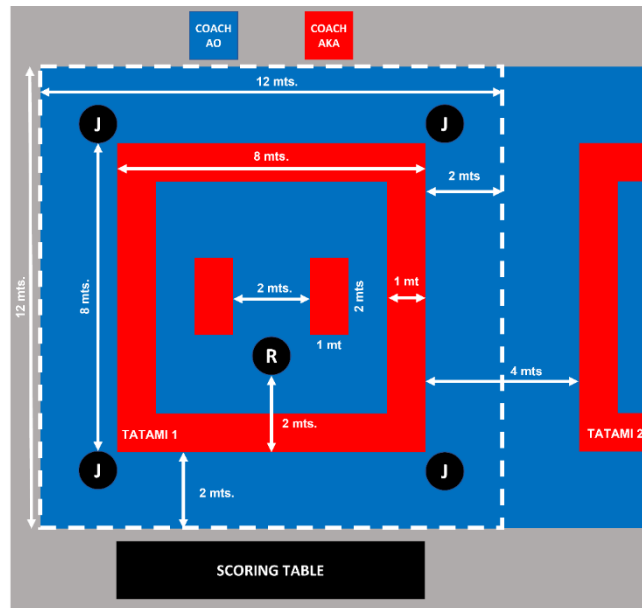 COACH
AO
COACH
AKA
12 mts.
J
J
8 mts.
2 mts
12 mts.
8 mts.
2 mts.
2 mts
1 mt
1 mt
R
4 mts
2 mts.
TATAMI 1
TATAMI 2
J
J
2 mts.
SCORING TABLE